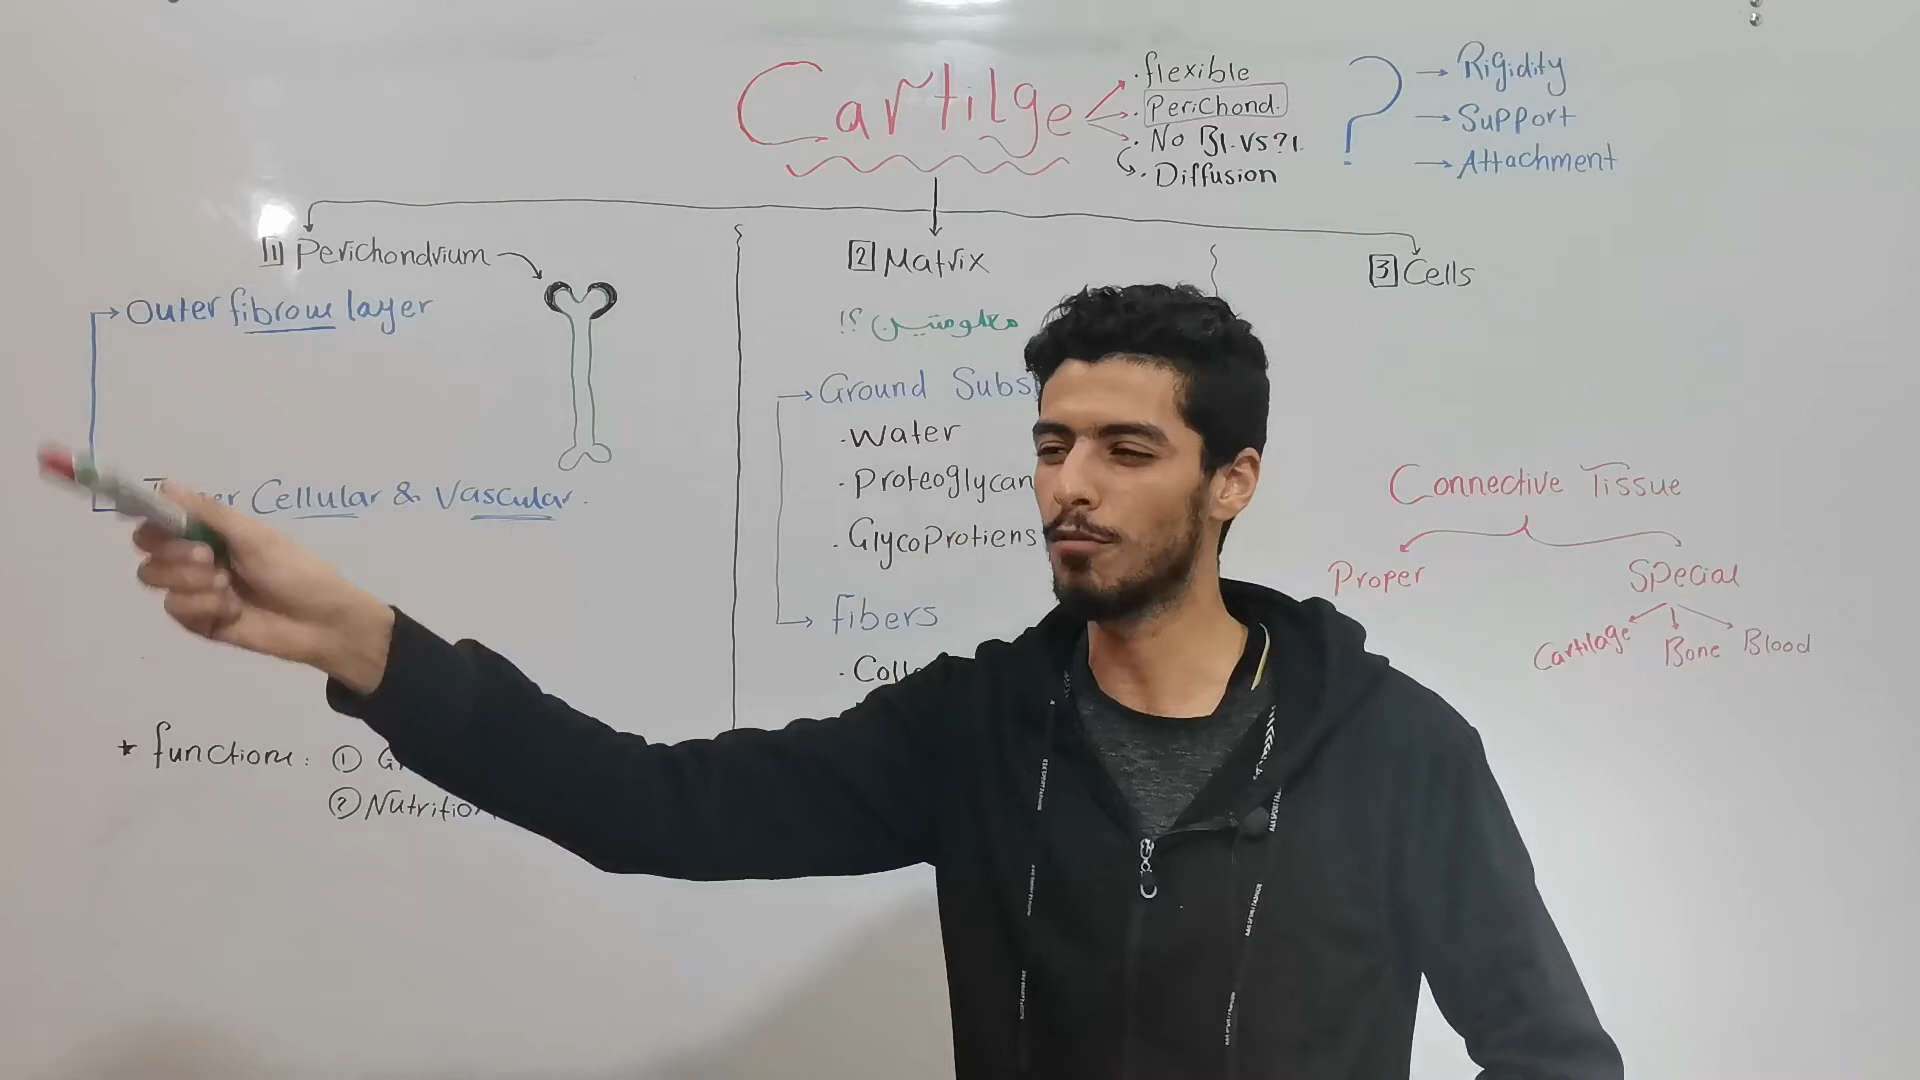 Cartilge
. flexible
. Perichond.
. No Bl. vs?!.
. Diffusion
?
→ Rigidity
→ Support
→ Attachment
1 Perichondrium
Outer fibrous layer
Cellular & Vascular.
* functions: ①
② Nutrition
2 Matrix
معلومتين ؟!
Ground Subs
. Water
. Proteoglycan
. GlycoProtiens
fibers
. Coll
3 Cells
Connective Tissue
Proper Special
Cartilage Bone Blood